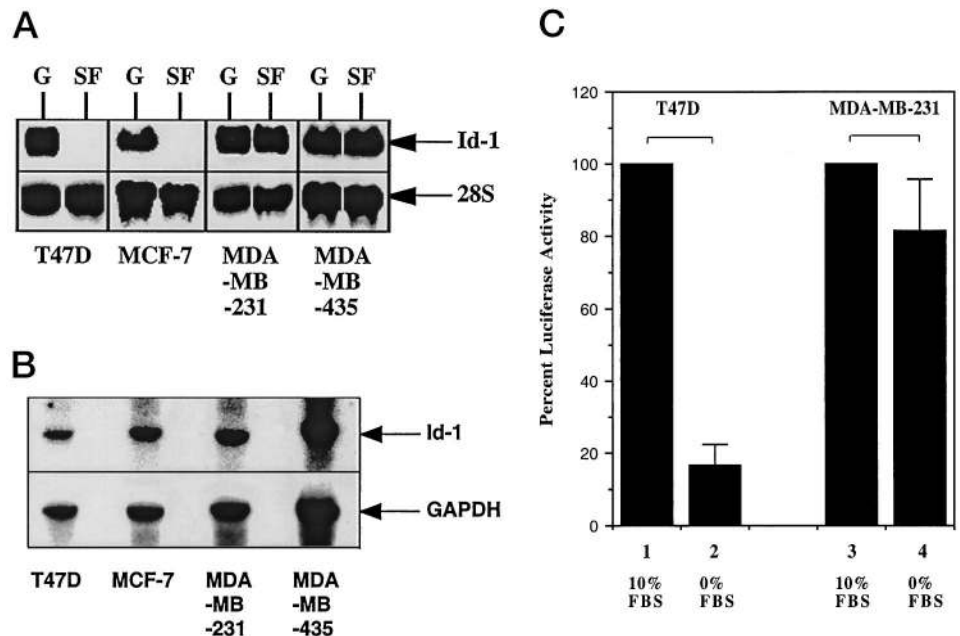 A
G SF G SF G SF G SF
Id-1
28S
T47D MCF-7 MDA MDA
-MB -MB
-231 -435
B
Id-1
GAPDH
T47D MCF-7 MDA MDA
-MB -MB
-231 -435
C
Percent Luciferase Activity
120
100
80
60
40
20
0
T47D MDA-MB-231
1 2 3 4
10% 0% 10% 0%
FBS FBS FBS FBS